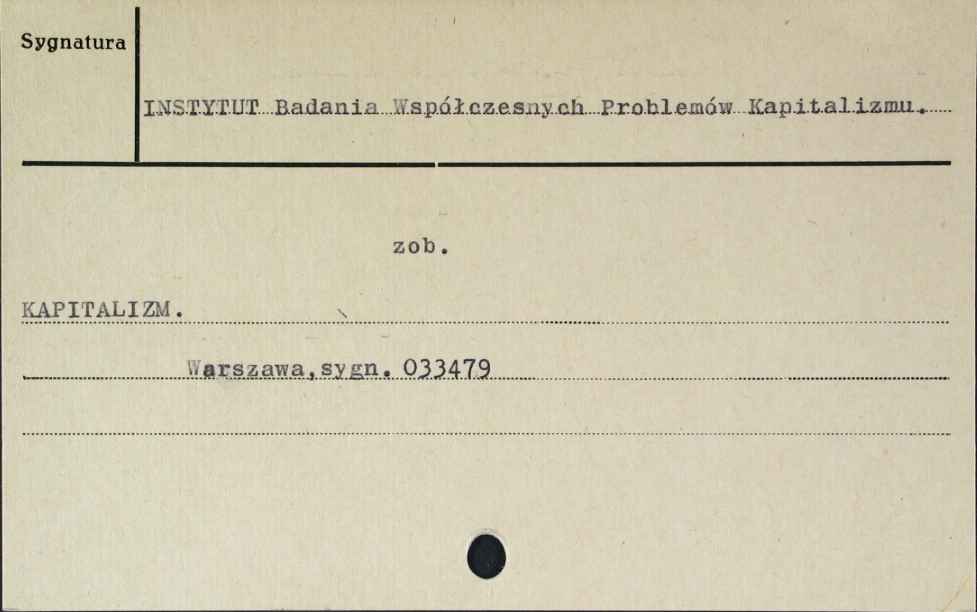 Sygnatura
INSTYTUT Badania Współczesnych Problemów Kapitalizmu.
zob.
KAPITALIZM.
Warszawa,sygn. 033479